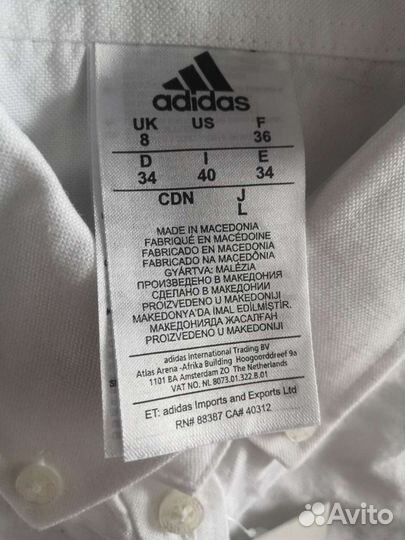 adidas
UK US F
8 36
D I E
34 40 34
CDN J
L
MADE IN MACEDONIA
FABRIQUÉ EN MACÉDOINE
FABRICADO EN MACEDONIA
FABRICADO NA MACEDÓNIA
GYÁRTVA: MALÉZIA
ПРОИЗВЕДЕНО В МАКЕДОНИЯ
СДЕЛАНО В МАКЕДОНИИ
PROIZVEDENO U MAKEDONIJI
MAKEDONYA'DA IMAL EDİLMİŞTİR.
МАКЕДОНИЯДА ЖАСАЛҒАН
PROIZVEDENO U MAKEDONIJI
adidas International Trading BV
Atlas Arena -Afrika Building Hoogoorddreef 9a
1101 BA Amsterdam ZO The Netherlands
VAT NO. NL 8073.01.322.B.01
ET: adidas Imports and Exports Ltd
RN# 88387 CA# 40312
Avito